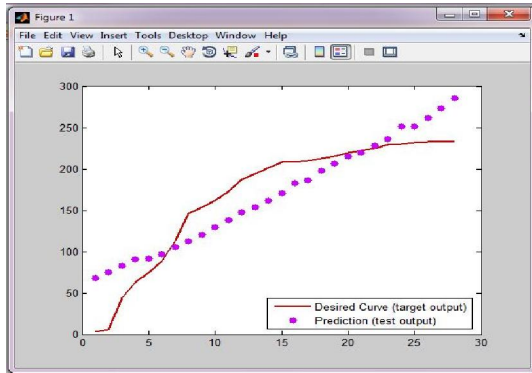 Figure 1
File Edit View Insert Tools Desktop Window Help
300
250
200
150
100
50
0
0 5 10 15 20 25 30
Desired Curve (target output)
Prediction (test output)